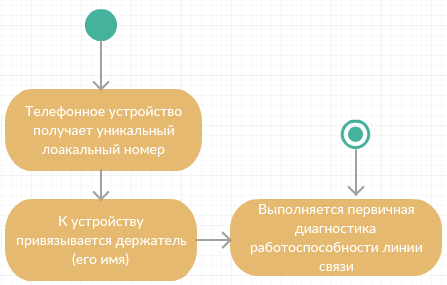 Телефонное устройство
получает уникальный
лоакальный номер
К устройству
привязывается держатель
(его имя)
Выполняется первичная
диагностика
работоспособности линии
связи